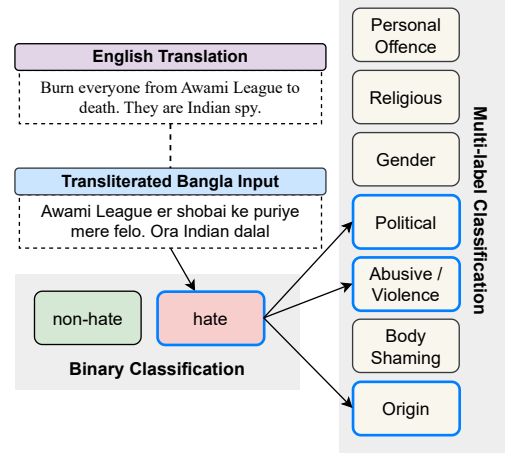 English Translation
Burn everyone from Awami League to
death. They are Indian spy.
Transliterated Bangla Input
Awami League er shobai ke puriye
mere felo. Ora Indian dalal
non-hate
hate
Binary Classification
Personal
Offence
Religious
Gender
Political
Abusive /
Violence
Body
Shaming
Origin
Multi-label Classification